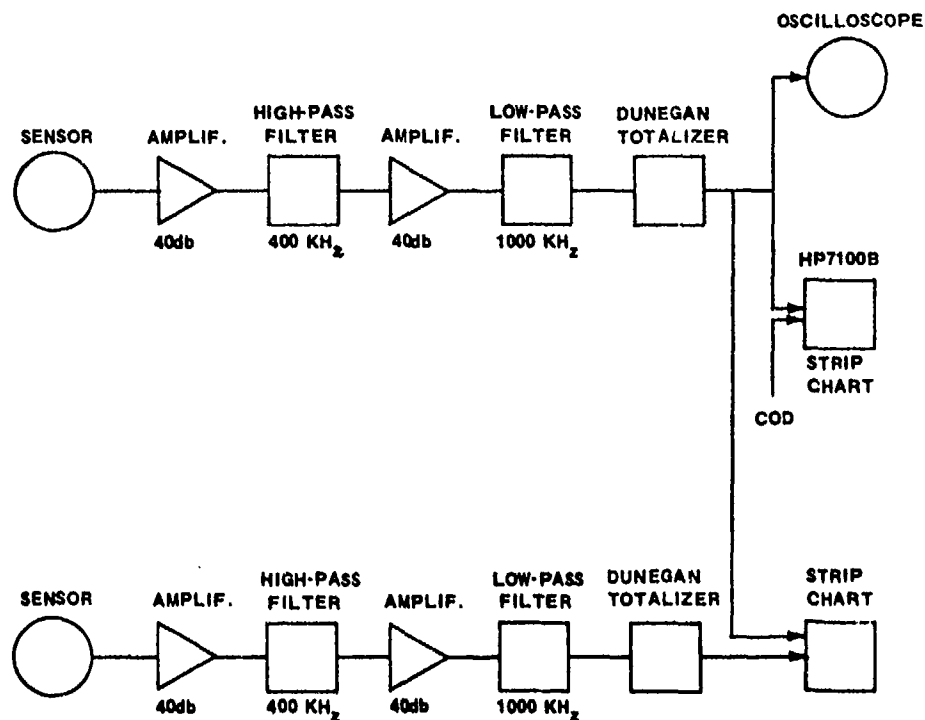 OSCILLOSCOPE
SENSOR
AMPLIF.
HIGH-PASS
FILTER
AMPLIF.
LOW-PASS
FILTER
DUNEGAN
TOTALIZER
40db
400 KHz
40db
1000 KHz
HP7100B
STRIP
CHART
COD
SENSOR
AMPLIF.
HIGH-PASS
FILTER
AMPLIF.
LOW-PASS
FILTER
DUNEGAN
TOTALIZER
STRIP
CHART
40db
400 KHz
40db
1000 KHz